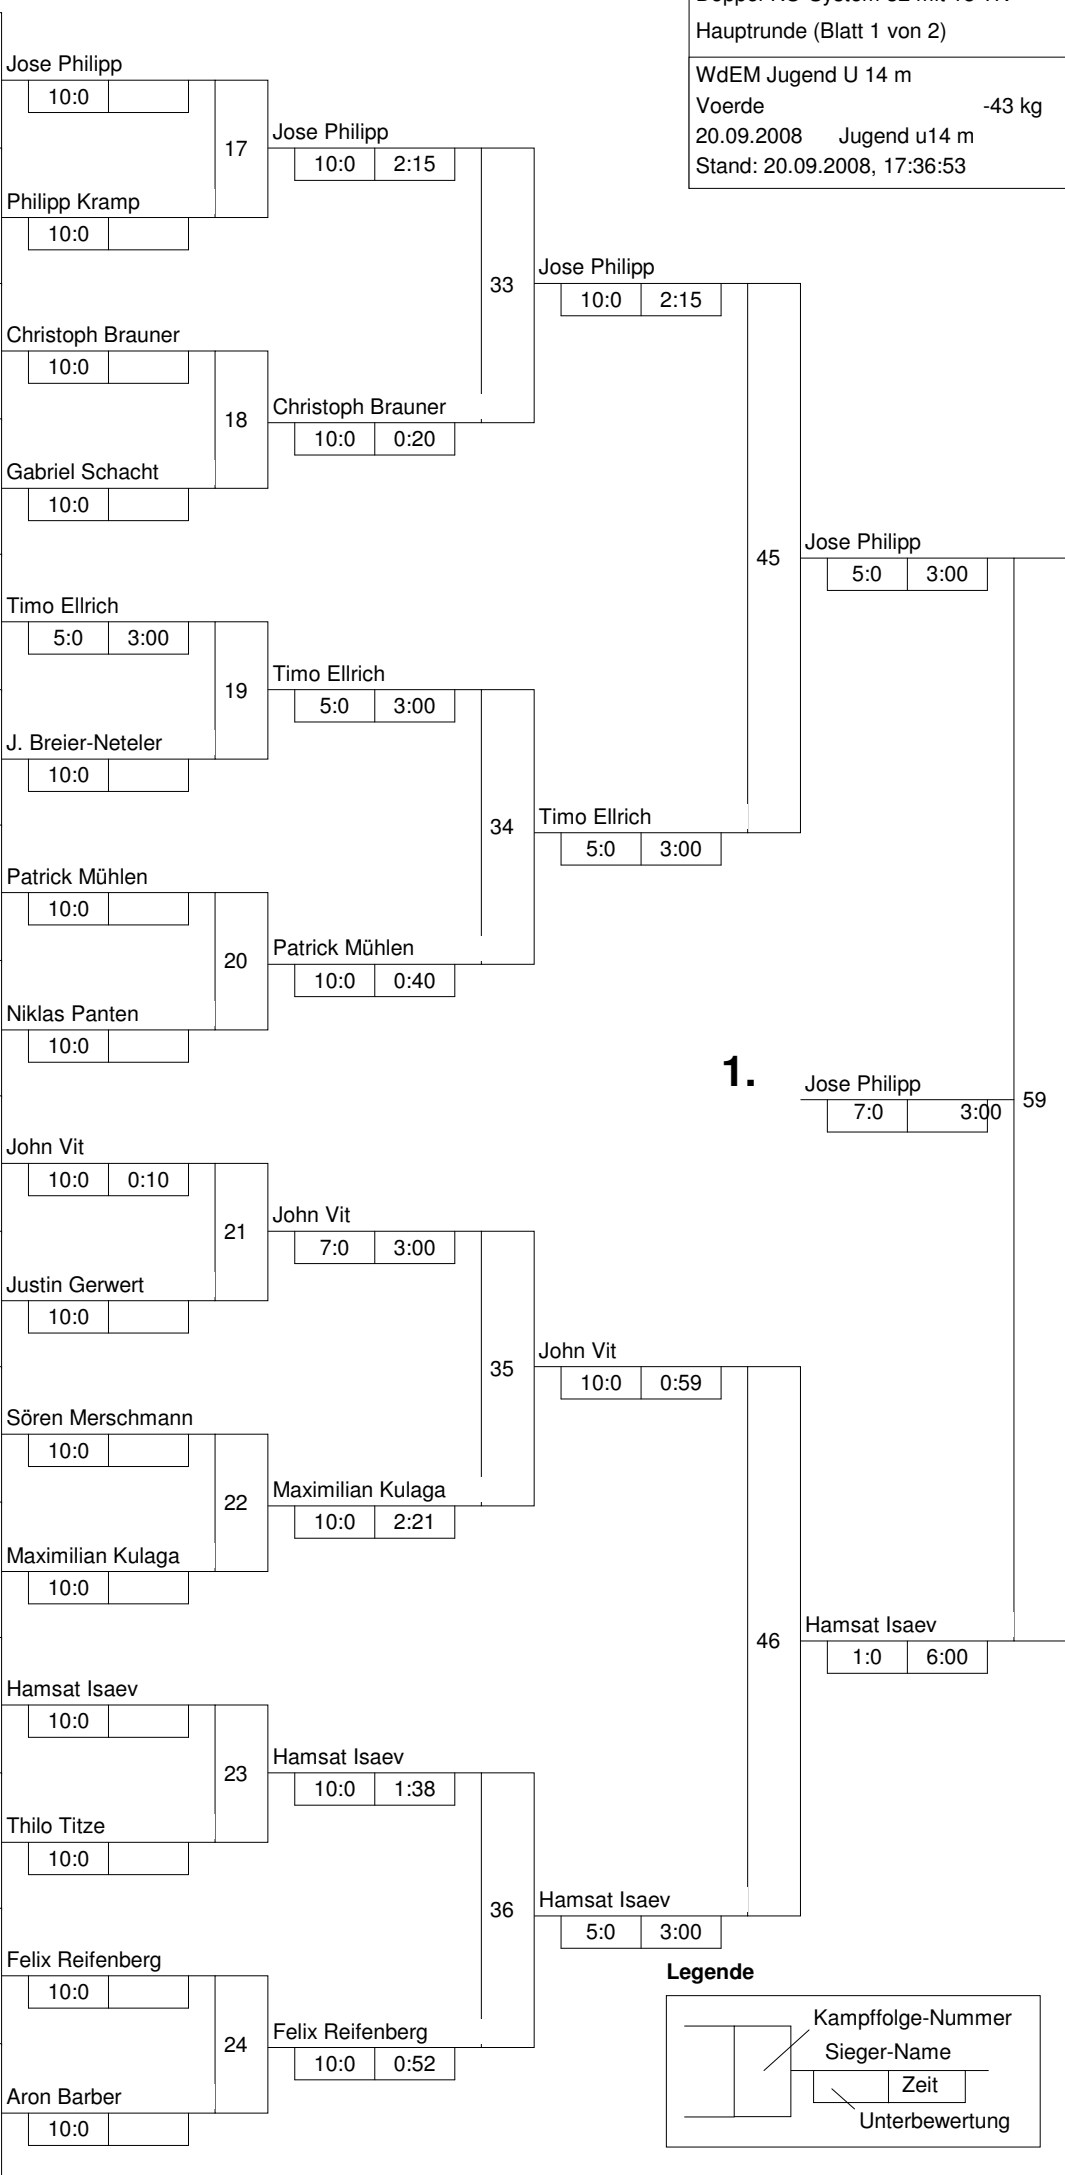 Hauptrunde (Blatt 1 von 2)
WdEM Jugend U 14 m
Voerde -43 kg
20.09.2008 Jugend u14 m
Stand: 20.09.2008, 17:36:53
Jose Philipp
10:0
17
Philipp Kramp
10:0
Jose Philipp
10:0 2:15
33
Christoph Brauner
10:0
18
Gabriel Schacht
10:0
Christoph Brauner
10:0 0:20
Jose Philipp
10:0 2:15
45
Timo Ellrich
5:0 3:00
19
J. Breier-Neteler
10:0
Timo Ellrich
5:0 3:00
34
Patrick Mühlen
10:0
20
Niklas Panten
10:0
Patrick Mühlen
10:0 0:40
Timo Ellrich
5:0 3:00
Jose Philipp
5:0 3:00
1.
Jose Philipp
7:0 3:00
59
John Vit
10:0 0:10
21
Justin Gerwert
10:0
John Vit
7:0 3:00
35
Sören Merschmann
10:0
22
Maximilian Kulaga
10:0
Maximilian Kulaga
10:0 2:21
John Vit
10:0 0:59
46
Hamsat Isaev
10:0
23
Thilo Titze
10:0
Hamsat Isaev
10:0 1:38
36
Felix Reifenberg
10:0
24
Aron Barber
10:0
Felix Reifenberg
10:0 0:52
Hamsat Isaev
5:0 3:00
Hamsat Isaev
1:0 6:00
Legende
Kampffolge-Nummer
Sieger-Name
Zeit
Unterbewertung